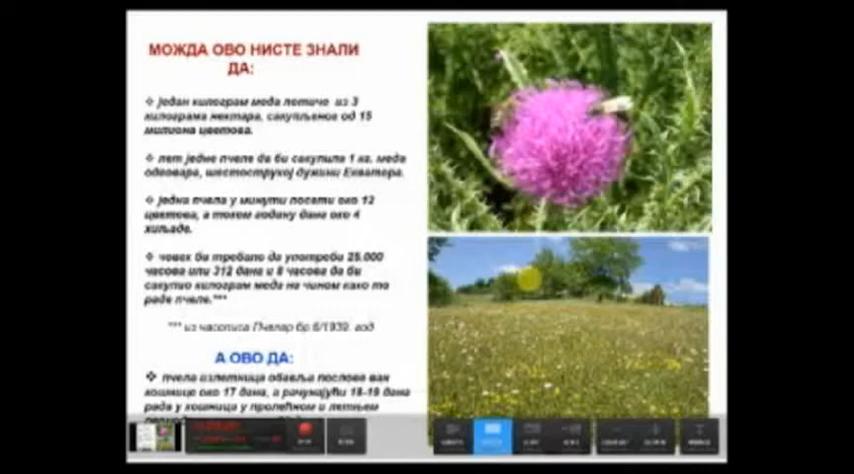 МОЖДА ОВО НИСТЕ ЗНАЛИ
ДА:
❖ један килограм меда потиче из 3
килограма нектара, сакупљеног од 15
милиона цветова.
❖ лет једне пчеле да би сакупила 1 кг. меда
одговара, шестострукој дужини Екватора.
❖ једна пчела у минути посети око 12
цветова, а током годину дана око 4
хиљаде.
❖ човек би требало да употреби 25.000
часова или 312 дана и 8 часова да би
сакупио килограм меда на чином како то
раде пчеле.***
*** из часописа Пчелар бр 6/1939. год
А ОВО ДА:
❖ пчела излетница обавља послове ван
кошнице око 17 дана, а рачунајући 18-19 дана
рада у кошница у пролећном и летњем